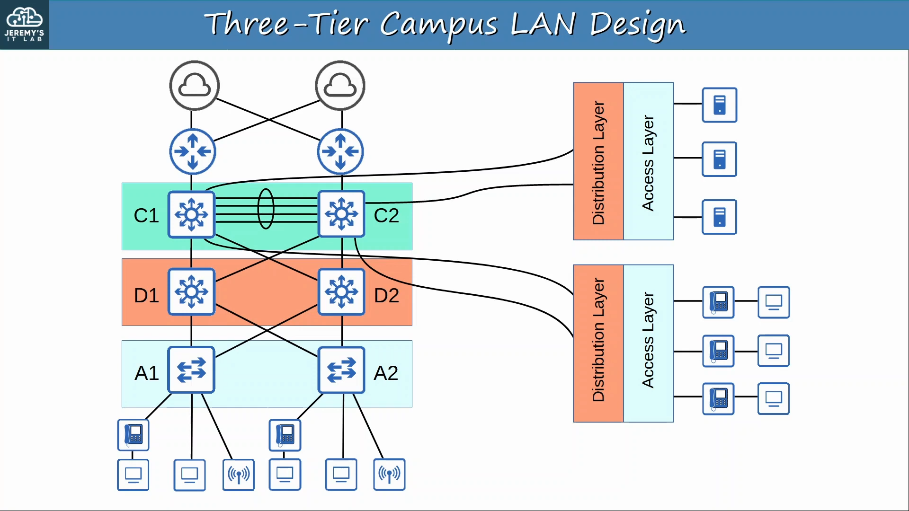 JEREMY'S
IT LAB
Three-Tier Campus LAN Design
C1
C2
D1
D2
A1
A2
Distribution Layer
Access Layer
Distribution Layer
Access Layer